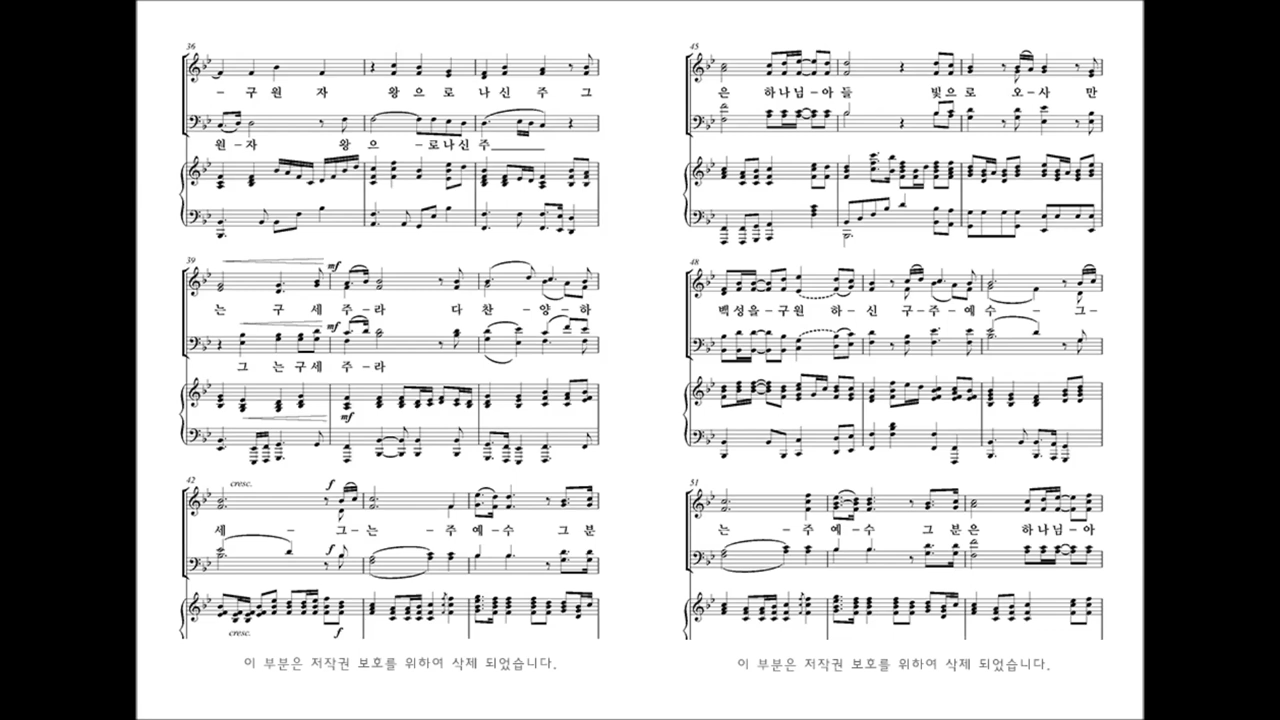 36
- 구 원 자 왕 으 로 나 신 주 그
원 - 자 왕 으 - 로 나 신 주
39
mf
는 구 세 주 - 라 다 찬 - 양 - 하
mf
그 는 구 세 주 - 라
mf
42
cresc. f
세 - 그 - 는 - 주 예 - 수 그 분
f
cresc. f
이 부분은 저작권 보호를 위하여 삭제 되었습니다.
45
은 하 나 님 - 아 들 빛 으 로 오 - 사 만
48
백 성 을 - 구 원 하 - 신 구 - 주 - 예 수 - 그 -
51
는 - 주 예 - 수 그 분 은 하 나 님 - 아
이 부분은 저작권 보호를 위하여 삭제 되었습니다.